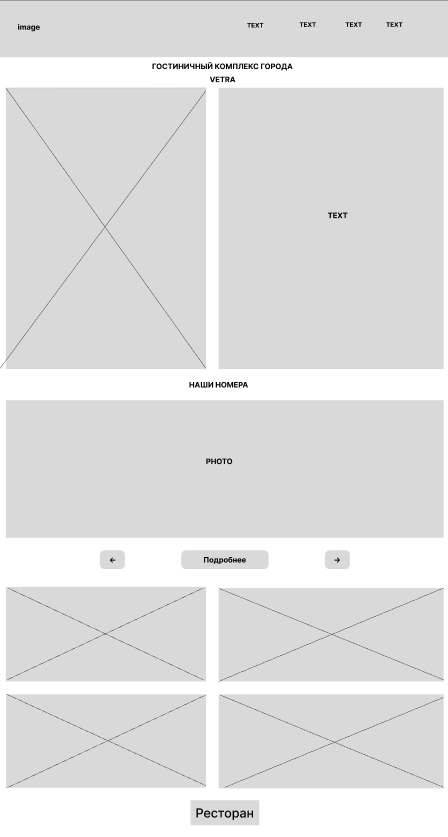 image
TEXT
TEXT
TEXT
TEXT
ГОСТИНИЧНЫЙ КОМПЛЕКС ГОРОДА
VETRA
TEXT
НАШИ НОМЕРА
PHOTO
←
Подробнее
→
Ресторан